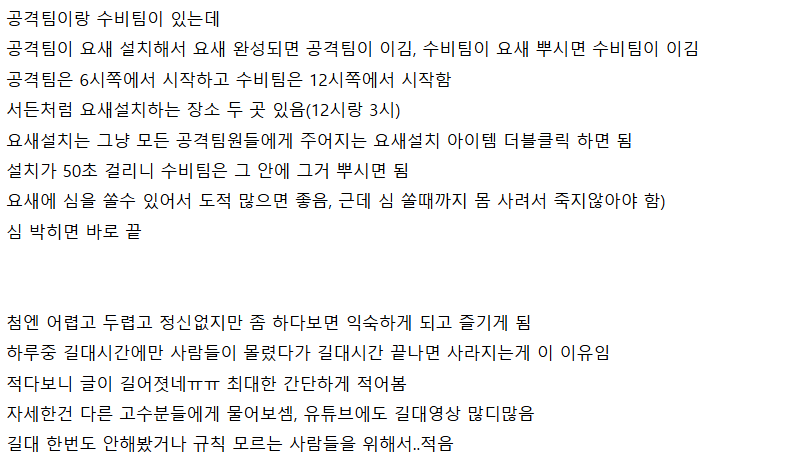 공격팀이랑 수비팀이 있는데
공격팀이 요새 설치해서 요새 완성되면 공격팀이 이김, 수비팀이 요새 뿌시면 수비팀이 이김
공격팀은 6시쪽에서 시작하고 수비팀은 12시쪽에서 시작함
서든처럼 요새설치하는 장소 두 곳 있음(12시랑 3시)
요새설치는 그냥 모든 공격팀원들에게 주어지는 요새설치 아이템 더블클릭 하면 됨
설치가 50초 걸리니 수비팀은 그 안에 그거 뿌시면 됨
요새에 심을 쏠수 있어서 도적 많으면 좋음, 근데 심 쏠때까지 몸 사려서 죽지않아야 함)
심 박히면 바로 끝
첨엔 어렵고 두렵고 정신없지만 좀 하다보면 익숙하게 되고 즐기게 됨
하루중 길대시간에만 사람들이 몰렸다가 길대시간 끝나면 사라지는게 이 이유임
적다보니 글이 길어졋네ㅠㅠ 최대한 간단하게 적어봄
자세한건 다른 고수분들에게 물어보셈, 유튜브에도 길대영상 많디많음
길대 한번도 안해봤거나 규칙 모르는 사람들을 위해서..적음